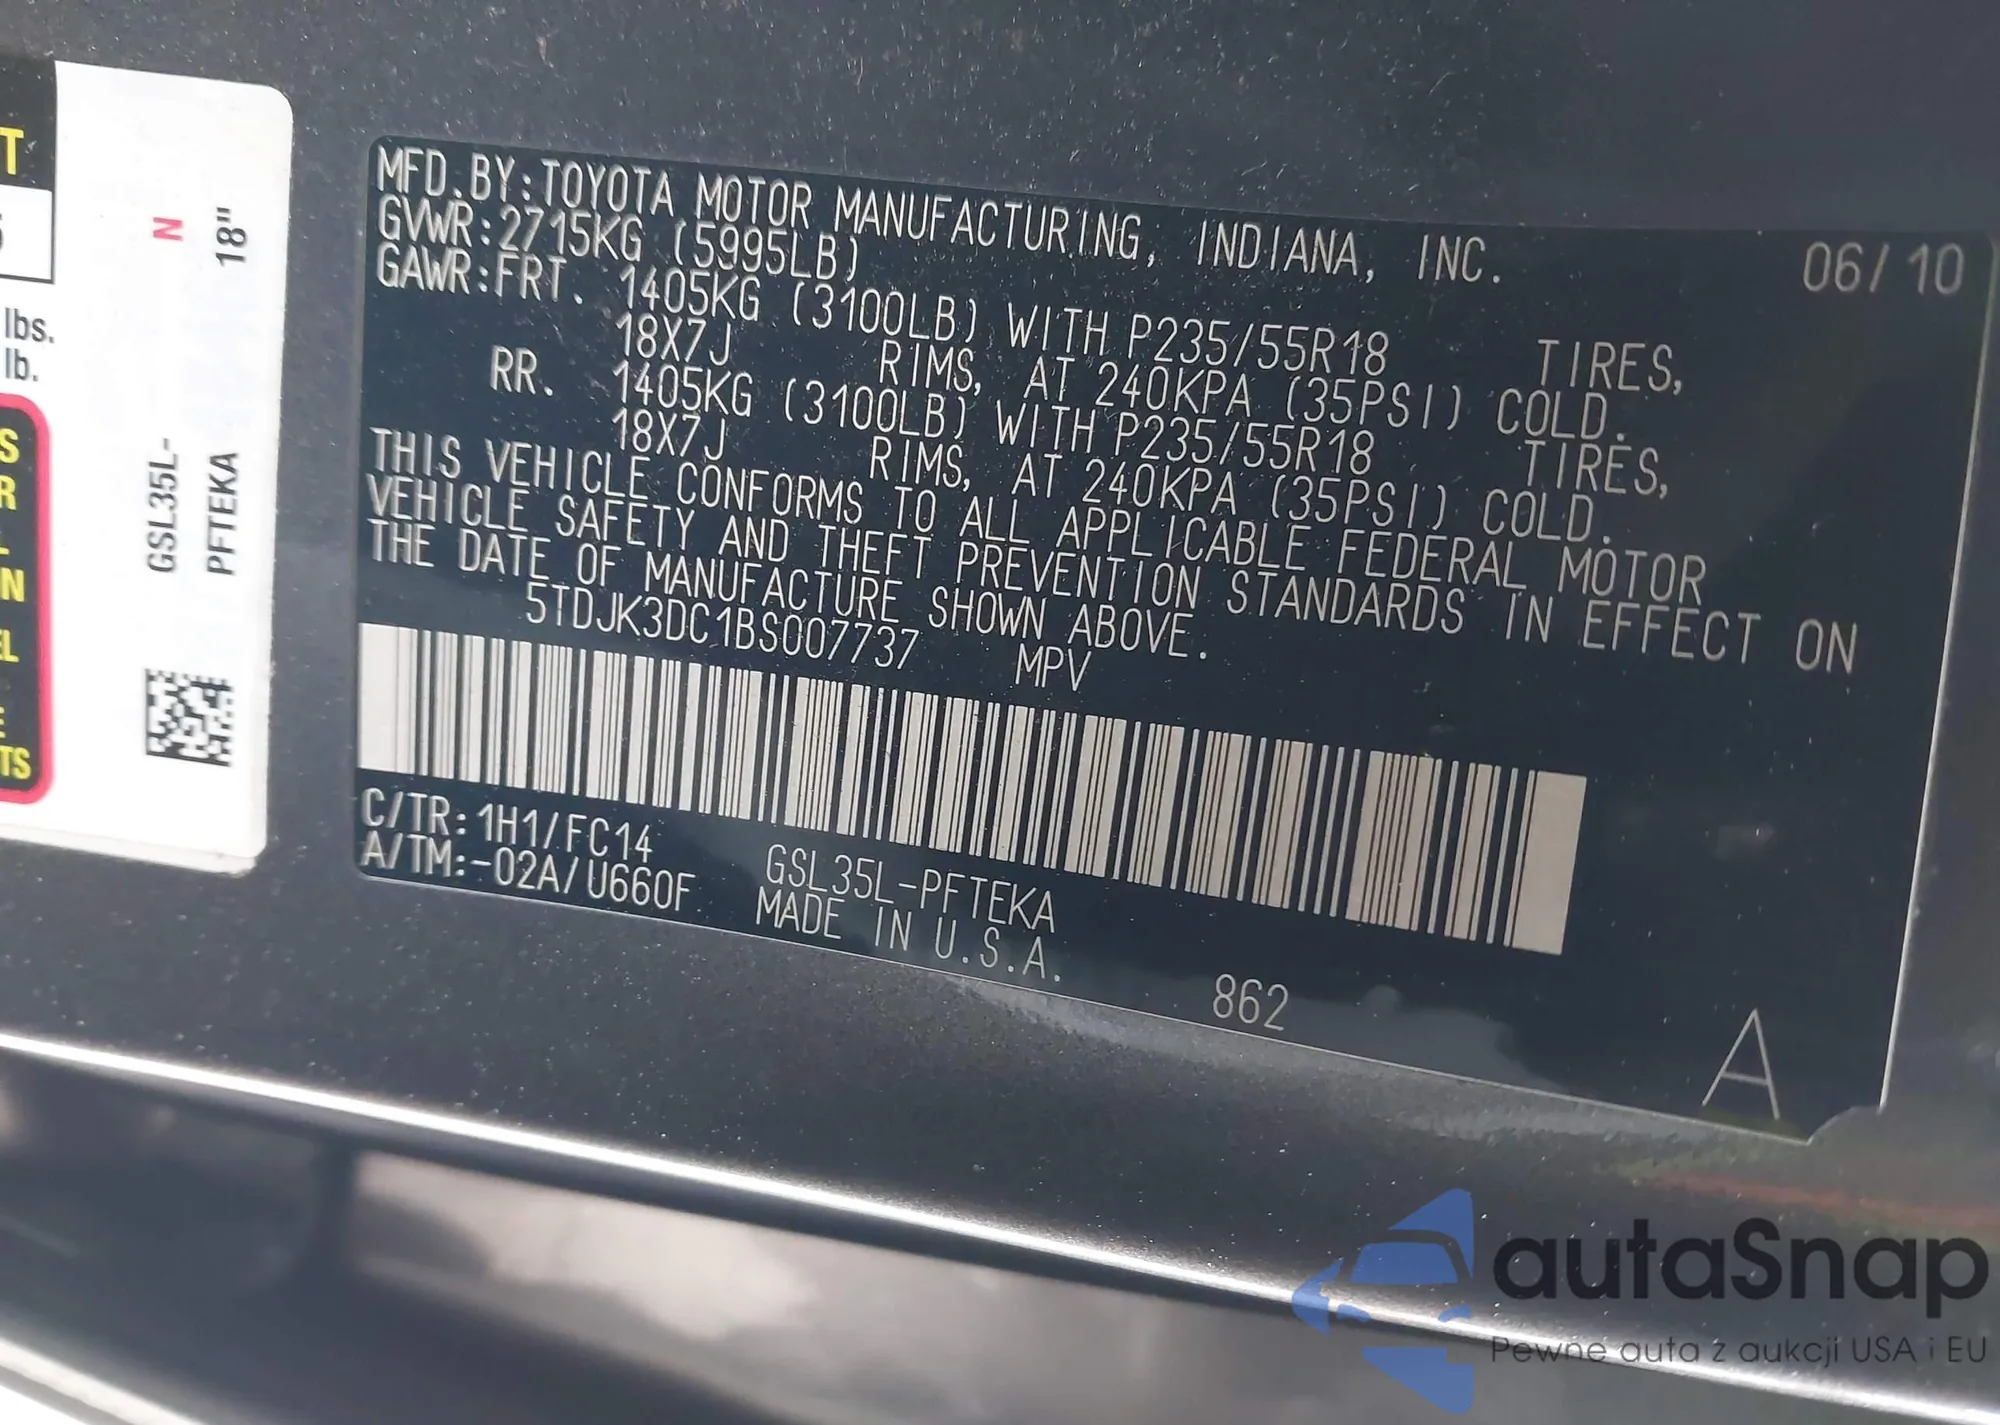 T
5
lbs.
lb.
S
R
L
N
EL
E
TS
N
18"
GSL35L-
PFTEKA
MFD.BY:TOYOTA MOTOR MANUFACTURING, INDIANA, INC. 06/10
GVWR:2715KG (5995LB)
GAWR:FRT. 1405KG (3100LB) WITH P235/55R18 TIRES,
18X7J RIMS, AT 240KPA (35PSI) COLD.
RR. 1405KG (3100LB) WITH P235/55R18 TIRES,
18X7J RIMS, AT 240KPA (35PSI) COLD.
THIS VEHICLE CONFORMS TO ALL APPLICABLE FEDERAL MOTOR
VEHICLE SAFETY AND THEFT PREVENTION STANDARDS IN EFFECT ON
THE DATE OF MANUFACTURE SHOWN ABOVE.
5TDJK3DC1BS007737 MPV
C/TR:1H1/FC14
A/TM:-02A/U660F
GSL35L-PFTEKA
MADE IN U.S.A.
862
A
autaSnap
Pewne auta z aukcji USA i EU